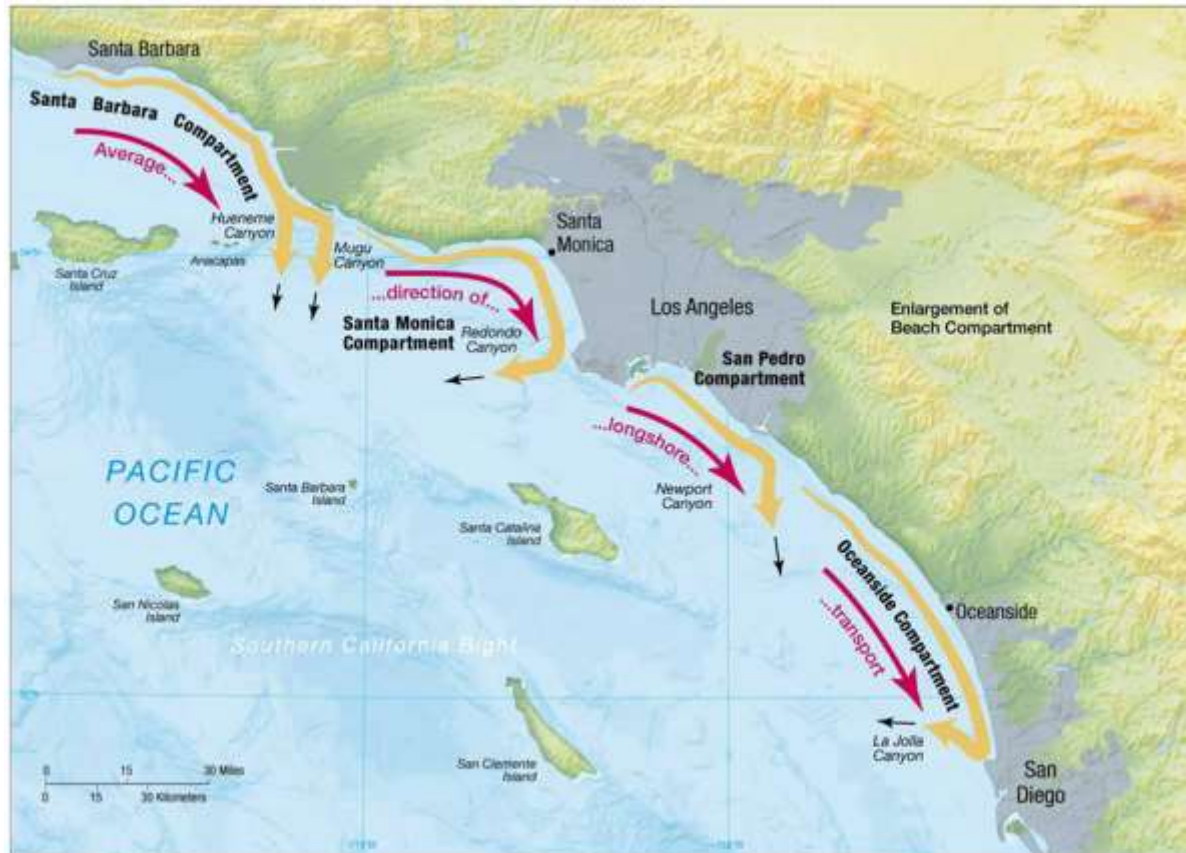 Santa Barbara
Santa Barbara Compartment
Average...
Hueneme
Canyon
Santa Cruz
Island
Anacapas
Mugu
Canyon
...direction of...
Santa Monica
Compartment
Redondo
Canyon
Santa
Monica
Los Angeles
Enlargement of
Beach Compartment
San Pedro
Compartment
...longshore...
Newport
Canyon
PACIFIC
OCEAN
Santa Barbara
Island
Santa Catalina
Island
San Nicolas
Island
Southern California Bight
Oceanside Compartment
Oceanside
...transport
San Clemente
Island
La Jolla
Canyon
San
Diego
0 15 30 Miles
0 15 30 Kilometers